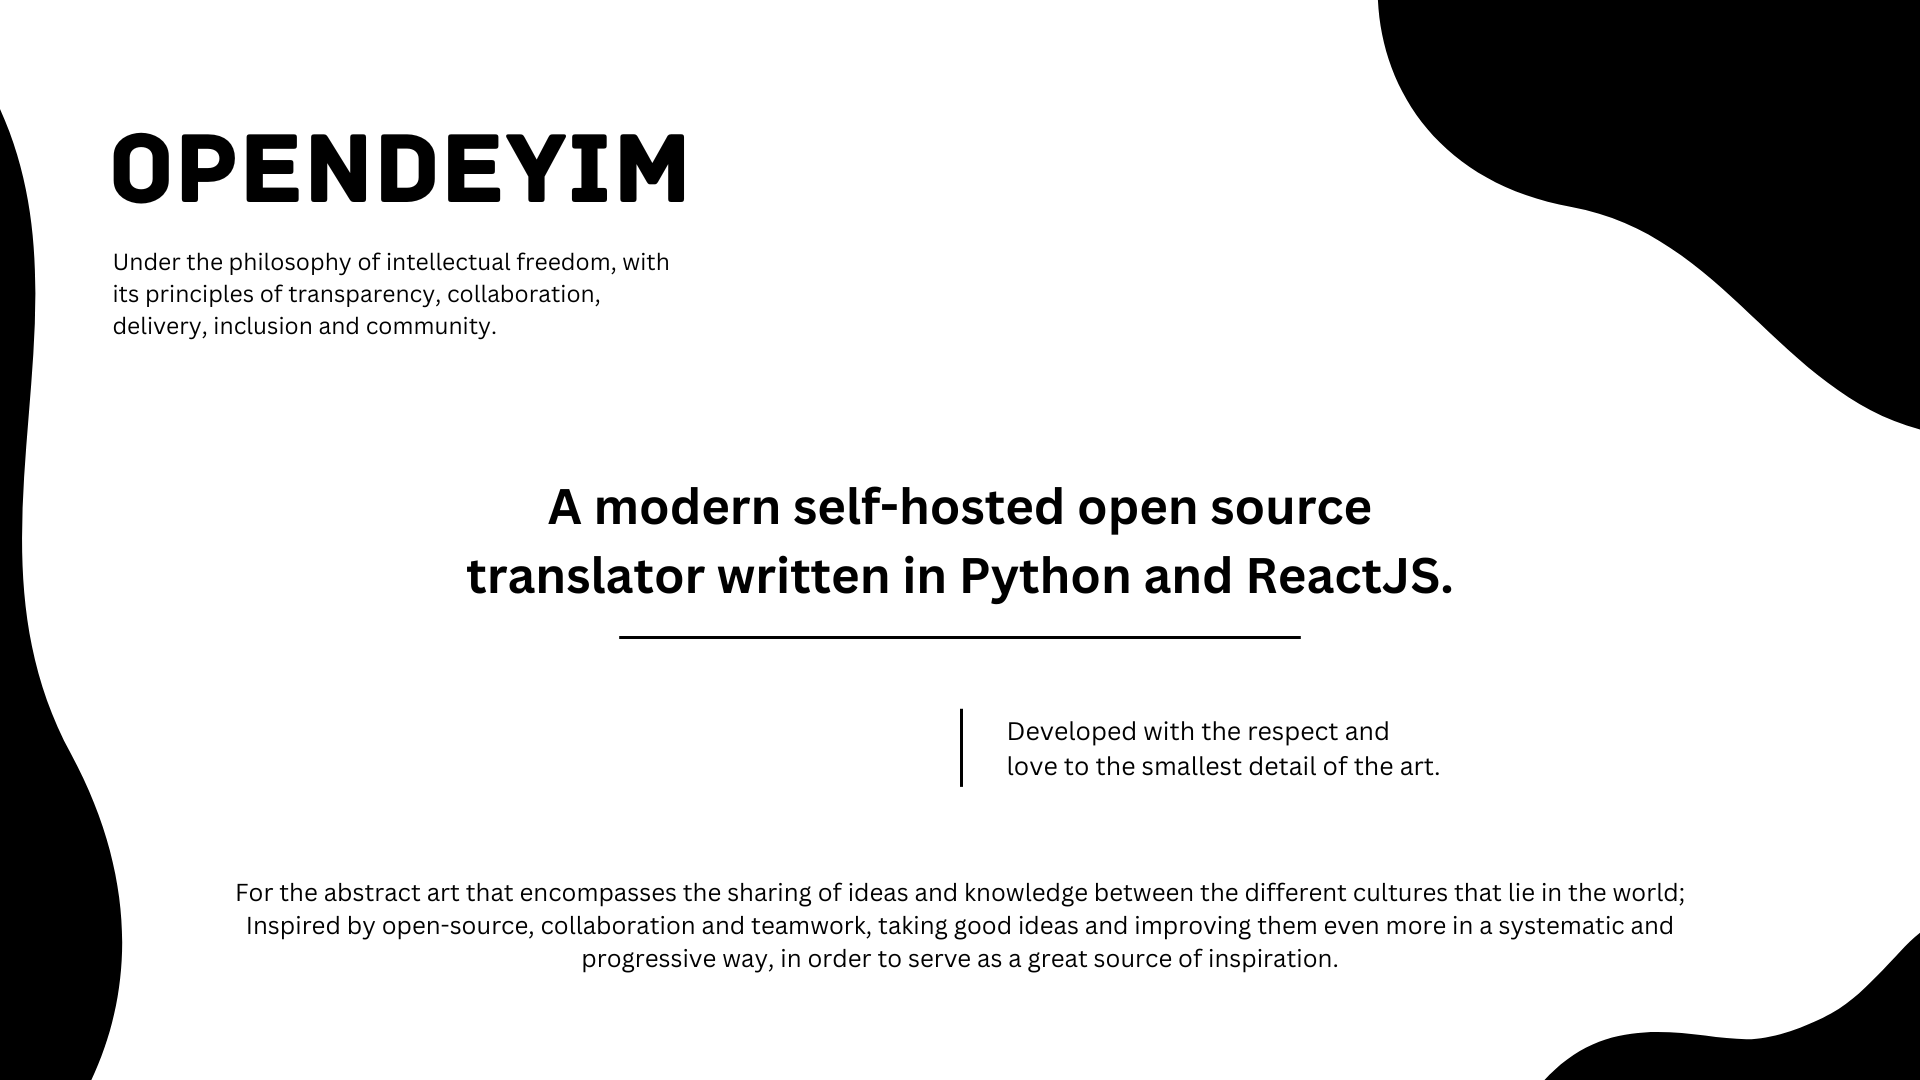 OPENDEYIM
Under the philosophy of intellectual freedom, with
its principles of transparency, collaboration,
delivery, inclusion and community.
A modern self-hosted open source
translator written in Python and ReactJS.
Developed with the respect and
love to the smallest detail of the art.
For the abstract art that encompasses the sharing of ideas and knowledge between the different cultures that lie in the world;
Inspired by open-source, collaboration and teamwork, taking good ideas and improving them even more in a systematic and
progressive way, in order to serve as a great source of inspiration.